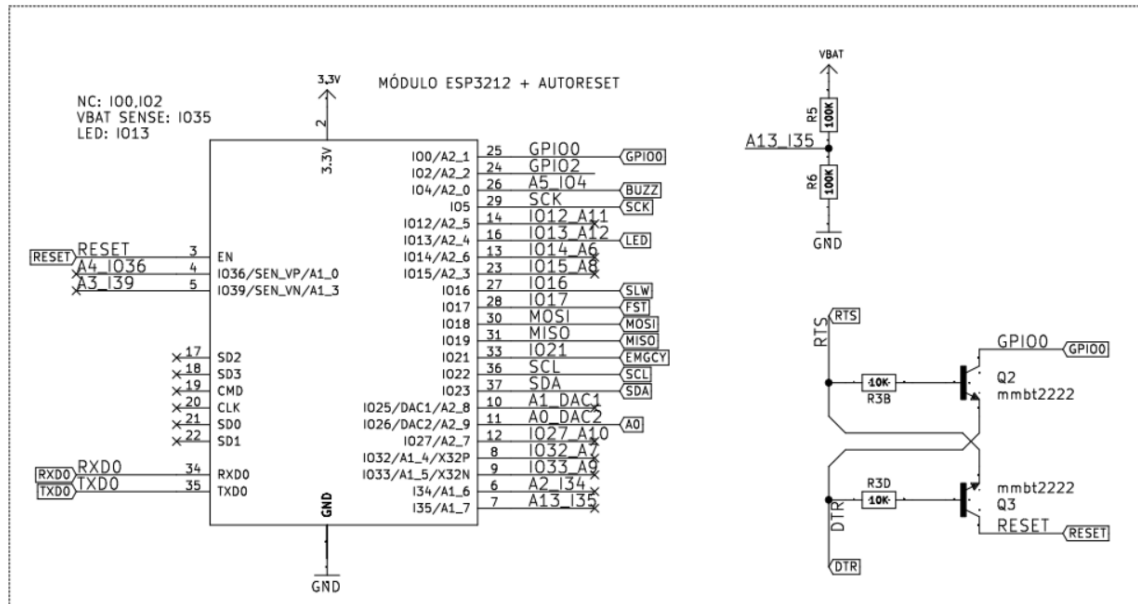 MÓDULO ESP3212 + AUTORESET
NC: IO0,IO2
VBAT SENSE: IO35
LED: IO13
3.3V
2
3.3V
RESET RESET 3 EN
A4_IO36 4 IO36/SEN_VP/A1_0
A3_I39 5 IO39/SEN_VN/A1_3
17 SD2
18 SD3
19 CMD
20 CLK
21 SD0
22 SD1
RXD0 RXD0 34 RXD0
TXD0 TXD0 35 TXD0
IO0/A2_1 25 GPIO0 GPIO0
IO2/A2_2 24 GPIO2
IO4/A2_0 26 A5_IO4 BUZZ
IO5 29 SCK SCK
IO12/A2_5 14 IO12_A11
IO13/A2_4 16 IO13_A12 LED
IO14/A2_6 13 IO14_A6
IO15/A2_3 23 IO15_A8
IO16 27 IO16 SLW
IO17 28 IO17 FST
IO18 30 MOSI MOSI
IO19 31 MISO MISO
IO21 33 IO21 EMGCY
IO22 36 SCL SCL
IO23 37 SDA SDA
IO25/DAC1/A2_8 10 A1_DAC1
IO26/DAC2/A2_9 11 A0_DAC2 A0
IO27/A2_7 12 IO27_A10
IO32/A1_4/X32P 8 IO32_A7
IO33/A1_5/X32N 9 IO33_A9
I34/A1_6 6 A2_I34
I35/A1_7 7 A13_I35
GND
GND
VBAT
R5
100K
A13_I35
R6
100K
GND
RTS
RTS
GPIO0 GPIO0
10K
R3B
Q2
mmbt2222
R3D
10K
mmbt2222
Q3
DTR
RESET RESET
DTR